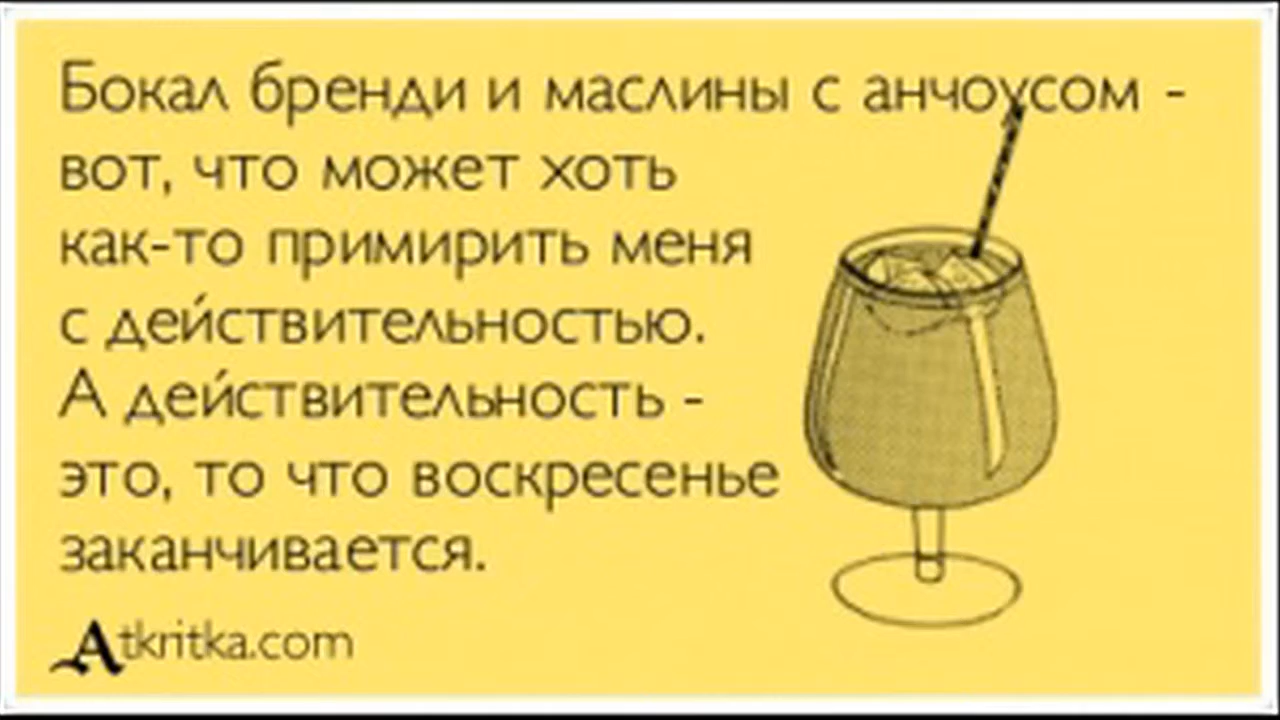 Бокал бренди и маслины с анчоусом -
вот, что может хоть
как-то примирить меня
с действительностью.
А действительность -
это, то что воскресенье
заканчивается.
Atkritka.com